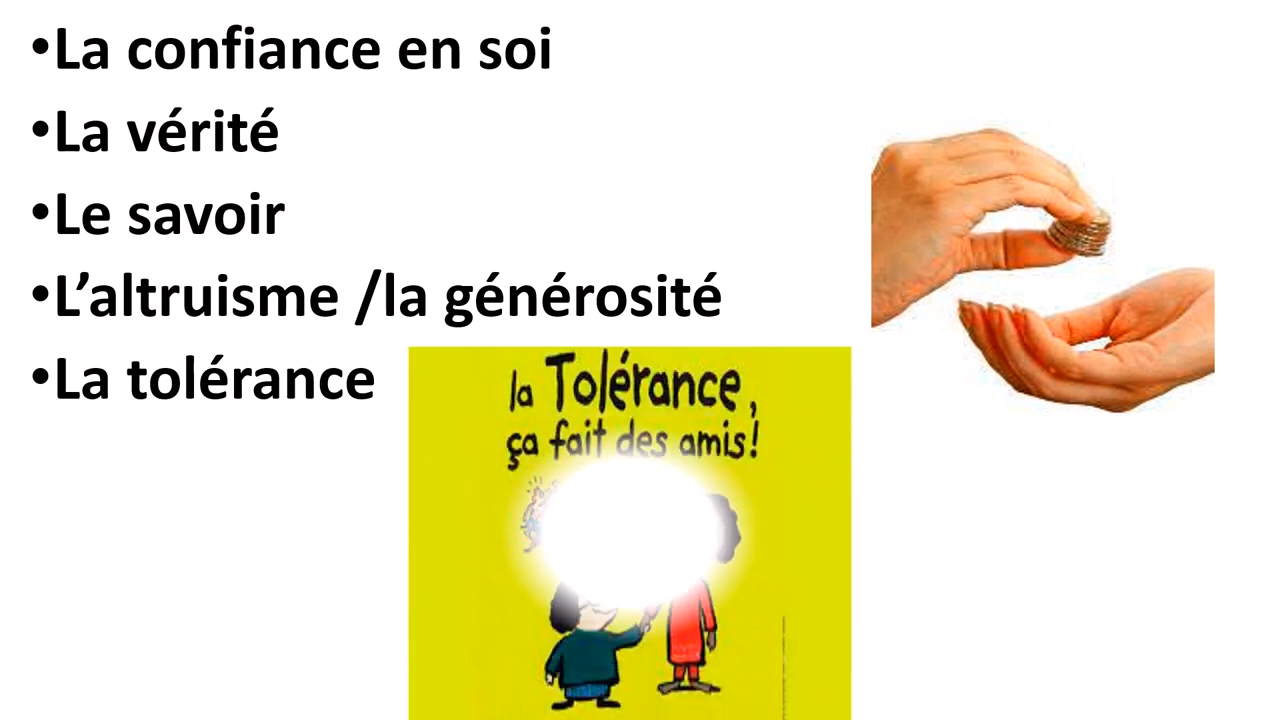 •La confiance en soi
•La vérité
•Le savoir
•L’altruisme /la générosité
•La tolérance
la Tolérance,
ça fait des amis!